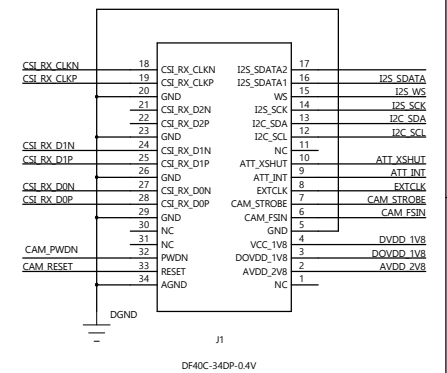 CSI_RX_CLKN 18 CSI_RX_CLKN I2S_SDATA2 17
CSI_RX_CLKP 19 CSI_RX_CLKP I2S_SDATA1 16 I2S_SDATA
20 GND WS 15 I2S_WS
21 CSI_RX_D2N I2S_SCK 14 I2S_SCK
22 CSI_RX_D2P I2C_SDA 13 I2C_SDA
23 GND I2C_SCL 12 I2C_SCL
CSI_RX_D1N 24 CSI_RX_D1N NC 11
CSI_RX_D1P 25 CSI_RX_D1P ATT_XSHUT 10 ATT_XSHUT
26 GND ATT_INT 9 ATT_INT
CSI_RX_D0N 27 CSI_RX_D0N EXTCLK 8 EXTCLK
CSI_RX_D0P 28 CSI_RX_D0P CAM_STROBE 7 CAM_STROBE
29 GND CAM_FSIN 6 CAM_FSIN
30 NC GND 5
31 NC VCC_1V8 4 DVDD_1V8
CAM_PWDN 32 PWDN DOVDD_1V8 3 DOVDD_1V8
CAM_RESET 33 RESET AVDD_2V8 2 AVDD_2V8
34 AGND NC 1
DGND
J1
DF40C-34DP-0.4V